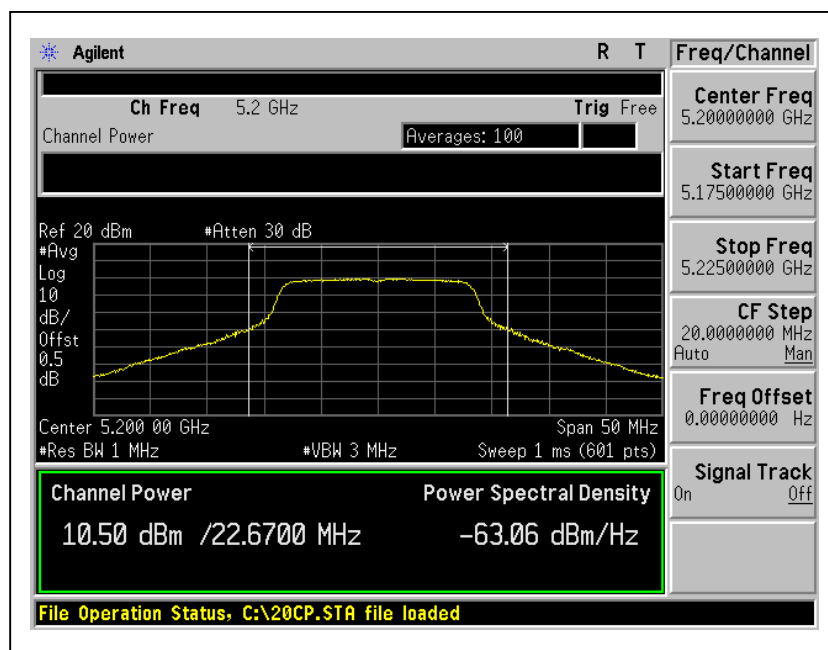 Agilent R T Freq/Channel
Ch Freq 5.2 GHz Trig Free
Channel Power Averages: 100
Center Freq
5.20000000 GHz
Start Freq
5.17500000 GHz
Stop Freq
5.22500000 GHz
CF Step
20.0000000 MHz
Auto Man
Freq Offset
0.00000000 Hz
Signal Track
On Off
Ref 20 dBm #Atten 30 dB
#Avg
Log
10
dB/
Offst
0.5
dB
Center 5.200 00 GHz Span 50 MHz
#Res BW 1 MHz #VBW 3 MHz Sweep 1 ms (601 pts)
Channel Power Power Spectral Density
10.50 dBm /22.6700 MHz -63.06 dBm/Hz
File Operation Status, C:\20CP.STA file loaded